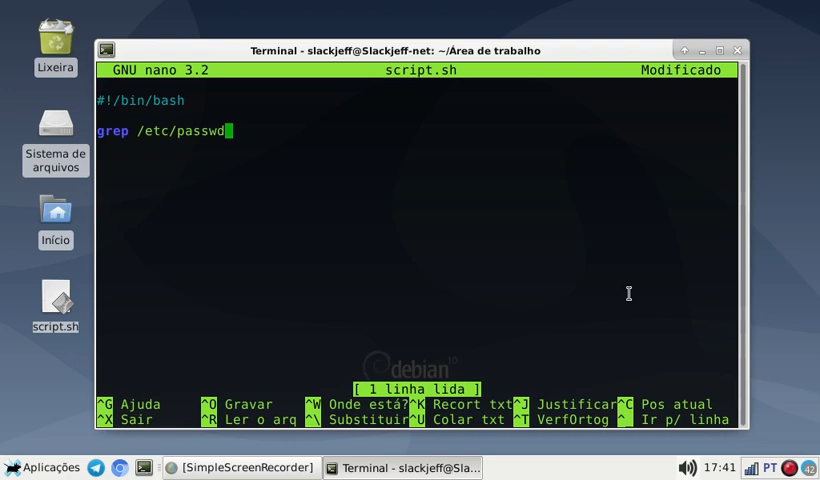 Lixeira
Sistema de
arquivos
Início
script.sh
Terminal - slackjeff@Slackjeff-net: ~/Área de trabalho
GNU nano 3.2 script.sh Modificado
#!/bin/bash
grep /etc/passwd
debian 10
[ 1 linha lida ]
^G Ajuda ^O Gravar ^W Onde está? ^K Recort txt ^J Justificar ^C Pos atual
^X Sair ^R Ler o arq ^\ Substituir ^U Colar txt ^T VerfOrtog ^_ Ir p/ linha
Aplicações [SimpleScreenRecorder] Terminal - slackjeff@Sla... 17:41 PT 42